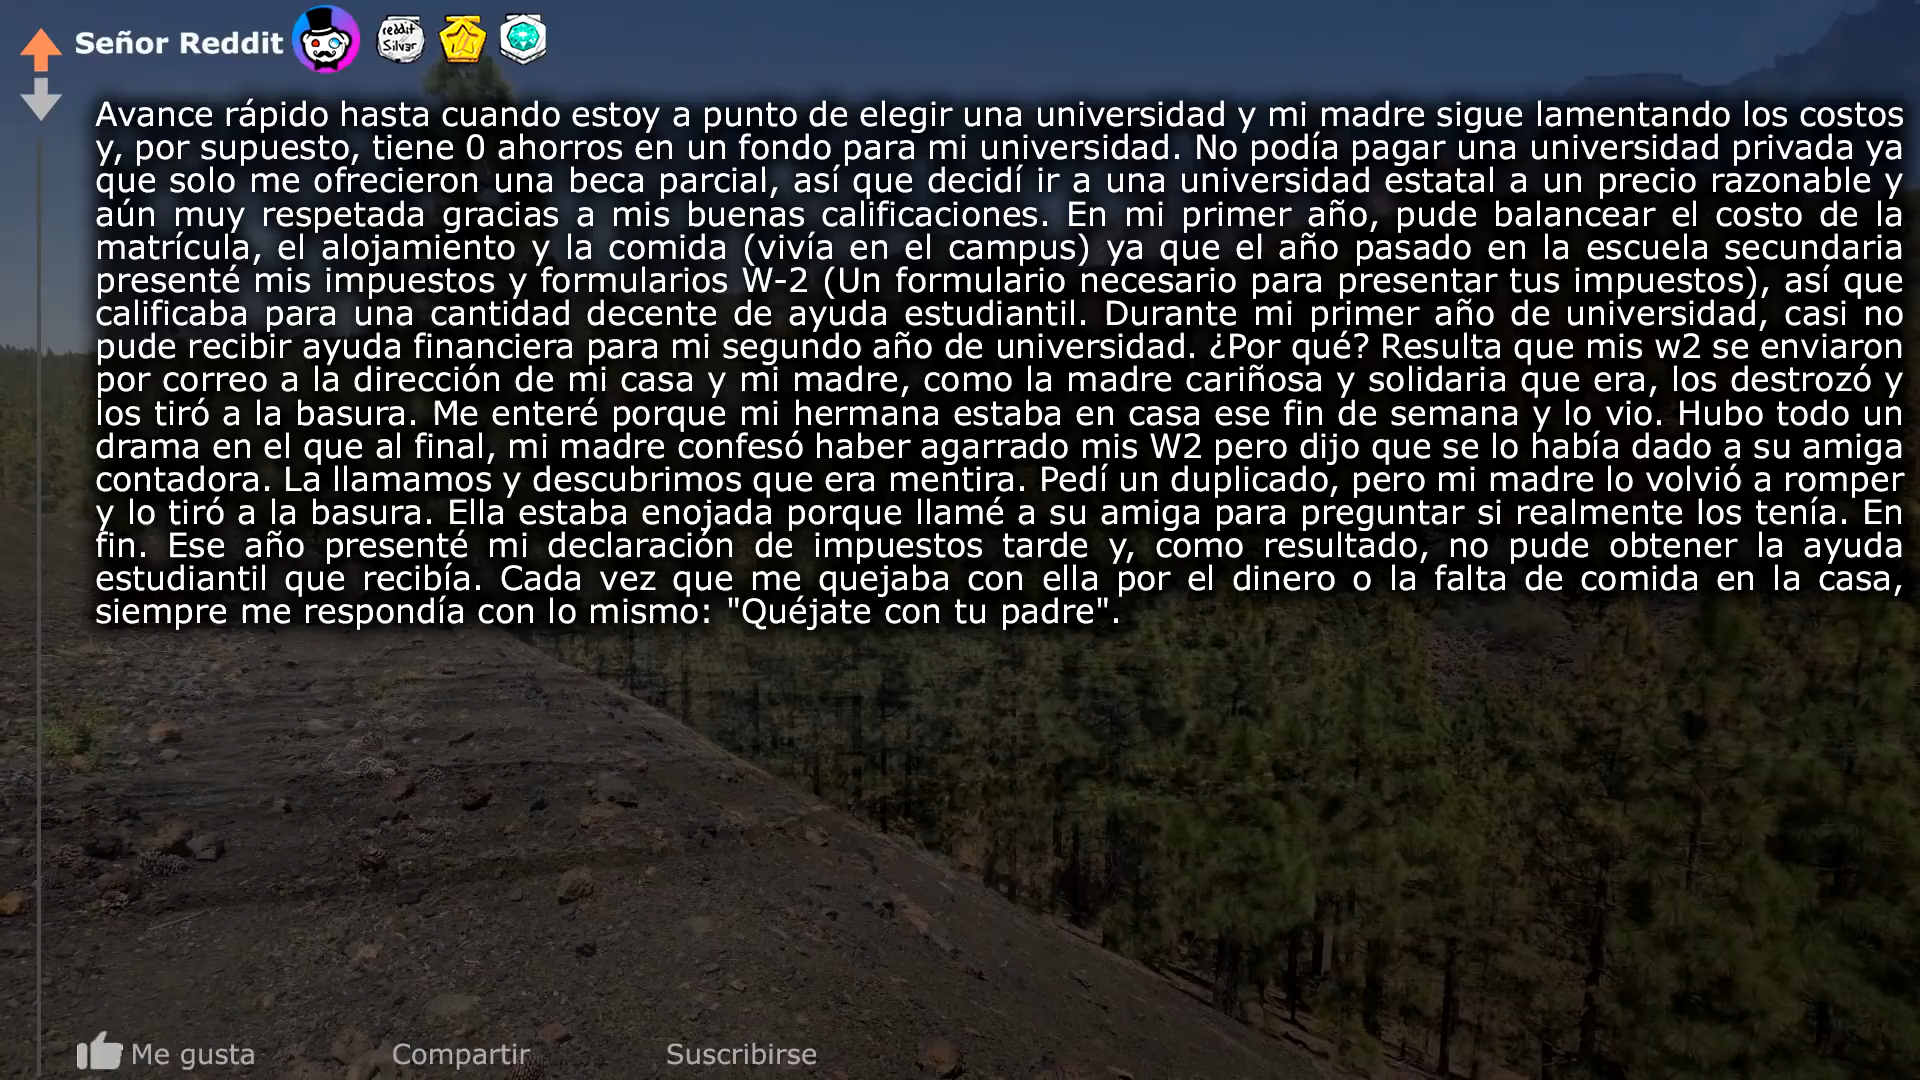 Señor Reddit
reddit
Silvər
Avance rápido hasta cuando estoy a punto de elegir una universidad y mi madre sigue lamentando los costos
y, por supuesto, tiene 0 ahorros en un fondo para mi universidad. No podía pagar una universidad privada ya
que solo me ofrecieron una beca parcial, así que decidí ir a una universidad estatal a un precio razonable y
aún muy respetada gracias a mis buenas calificaciones. En mi primer año, pude balancear el costo de la
matrícula, el alojamiento y la comida (vivía en el campus) ya que el año pasado en la escuela secundaria
presenté mis impuestos y formularios W-2 (Un formulario necesario para presentar tus impuestos), así que
calificaba para una cantidad decente de ayuda estudiantil. Durante mi primer año de universidad, casi no
pude recibir ayuda financiera para mi segundo año de universidad. ¿Por qué? Resulta que mis w2 se enviaron
por correo a la dirección de mi casa y mi madre, como la madre cariñosa y solidaria que era, los destrozó y
los tiró a la basura. Me enteré porque mi hermana estaba en casa ese fin de semana y lo vio. Hubo todo un
drama en el que al final, mi madre confesó haber agarrado mis W2 pero dijo que se lo había dado a su amiga
contadora. La llamamos y descubrimos que era mentira. Pedí un duplicado, pero mi madre lo volvió a romper
y lo tiró a la basura. Ella estaba enojada porque llamé a su amiga para preguntar si realmente los tenía. En
fin. Ese año presenté mi declaración de impuestos tarde y, como resultado, no pude obtener la ayuda
estudiantil que recibía. Cada vez que me quejaba con ella por el dinero o la falta de comida en la casa,
siempre me respondía con lo mismo: "Quéjate con tu padre".
Me gusta Compartir Suscribirse